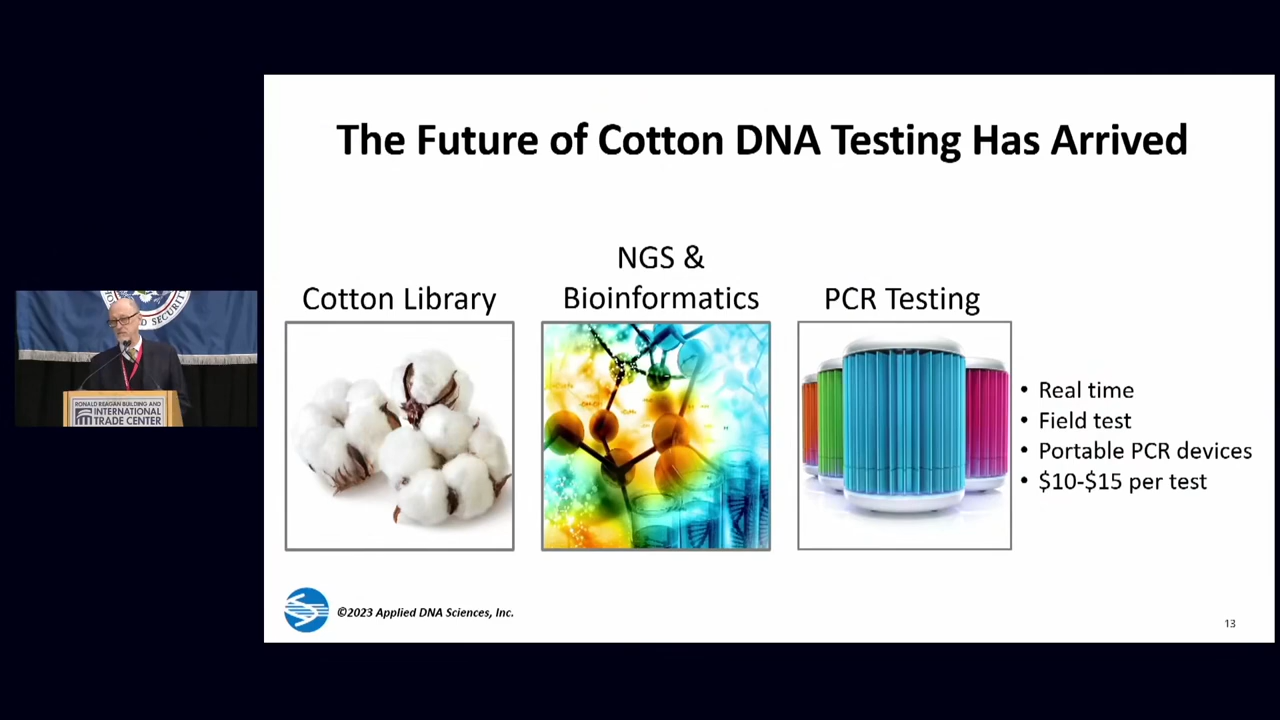 The Future of Cotton DNA Testing Has Arrived
Cotton Library
NGS &
Bioinformatics
PCR Testing
• Real time
• Field test
• Portable PCR devices
• $10-$15 per test
©2023 Applied DNA Sciences, Inc.
13
RONALD REAGAN BUILDING AND
INTERNATIONAL
TRADE CENTER